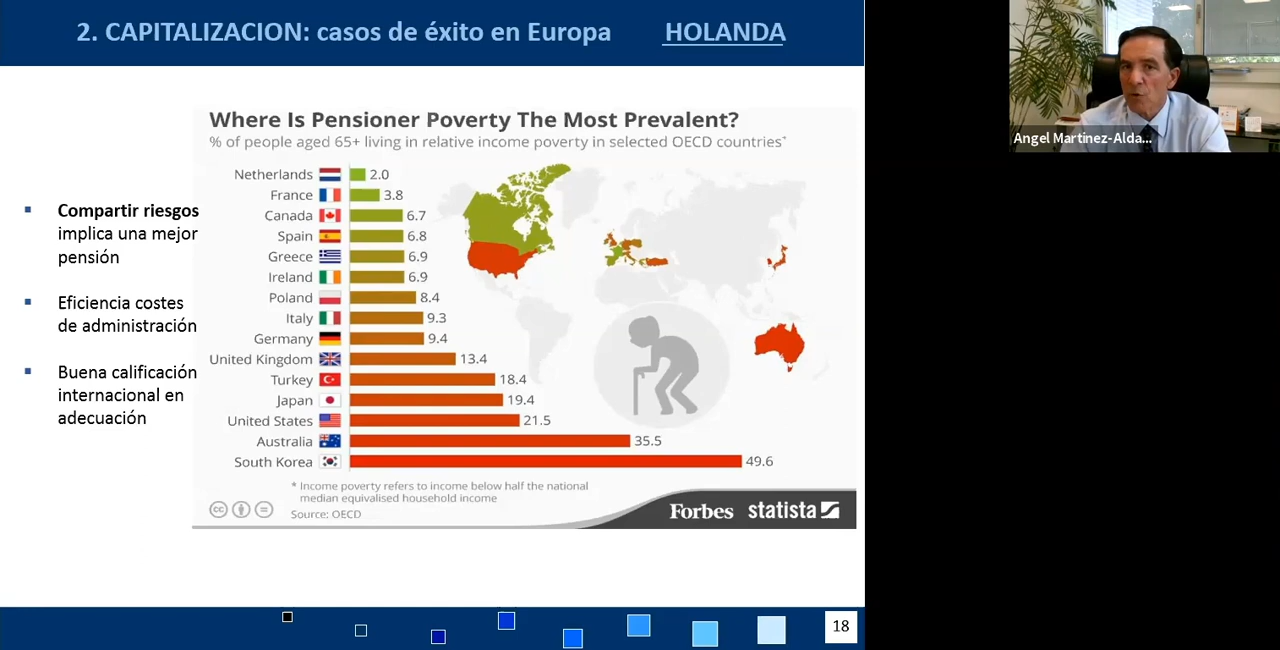 2. CAPITALIZACION: casos de éxito en Europa HOLANDA
Where Is Pensioner Poverty The Most Prevalent?
% of people aged 65+ living in relative income poverty in selected OECD countries*
Netherlands 2.0
France 3.8
Canada 6.7
Spain 6.8
Greece 6.9
Ireland 6.9
Poland 8.4
Italy 9.3
Germany 9.4
United Kingdom 13.4
Turkey 18.4
Japan 19.4
United States 21.5
Australia 35.5
South Korea 49.6
* Income poverty refers to income below half the national
median equivalised household income
Source: OECD
cc
Forbes statista
Compartir riesgos
implica una mejor
pensión
Eficiencia costes
de administración
Buena calificación
internacional en
adecuación
18
Angel Martinez-Alda...